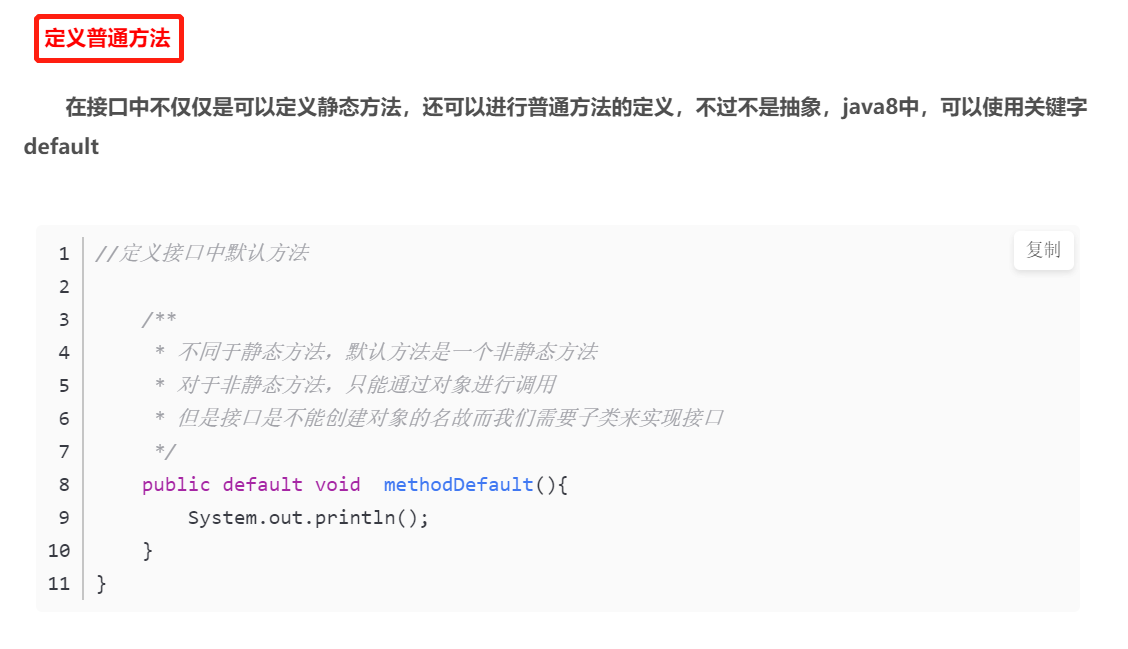 定义普通方法
在接口中不仅仅是可以定义静态方法，还可以进行普通方法的定义，不过不是抽象，java8中，可以使用关键字
default
复制
1 //定义接口中默认方法
2
3     /**
4      * 不同于静态方法，默认方法是一个非静态方法
5      * 对于非静态方法，只能通过对象进行调用
6      * 但是接口是不能创建对象的名故而我们需要子类来实现接口
7      */
8     public default void  methodDefault(){
9         System.out.println();
10     }
11 }